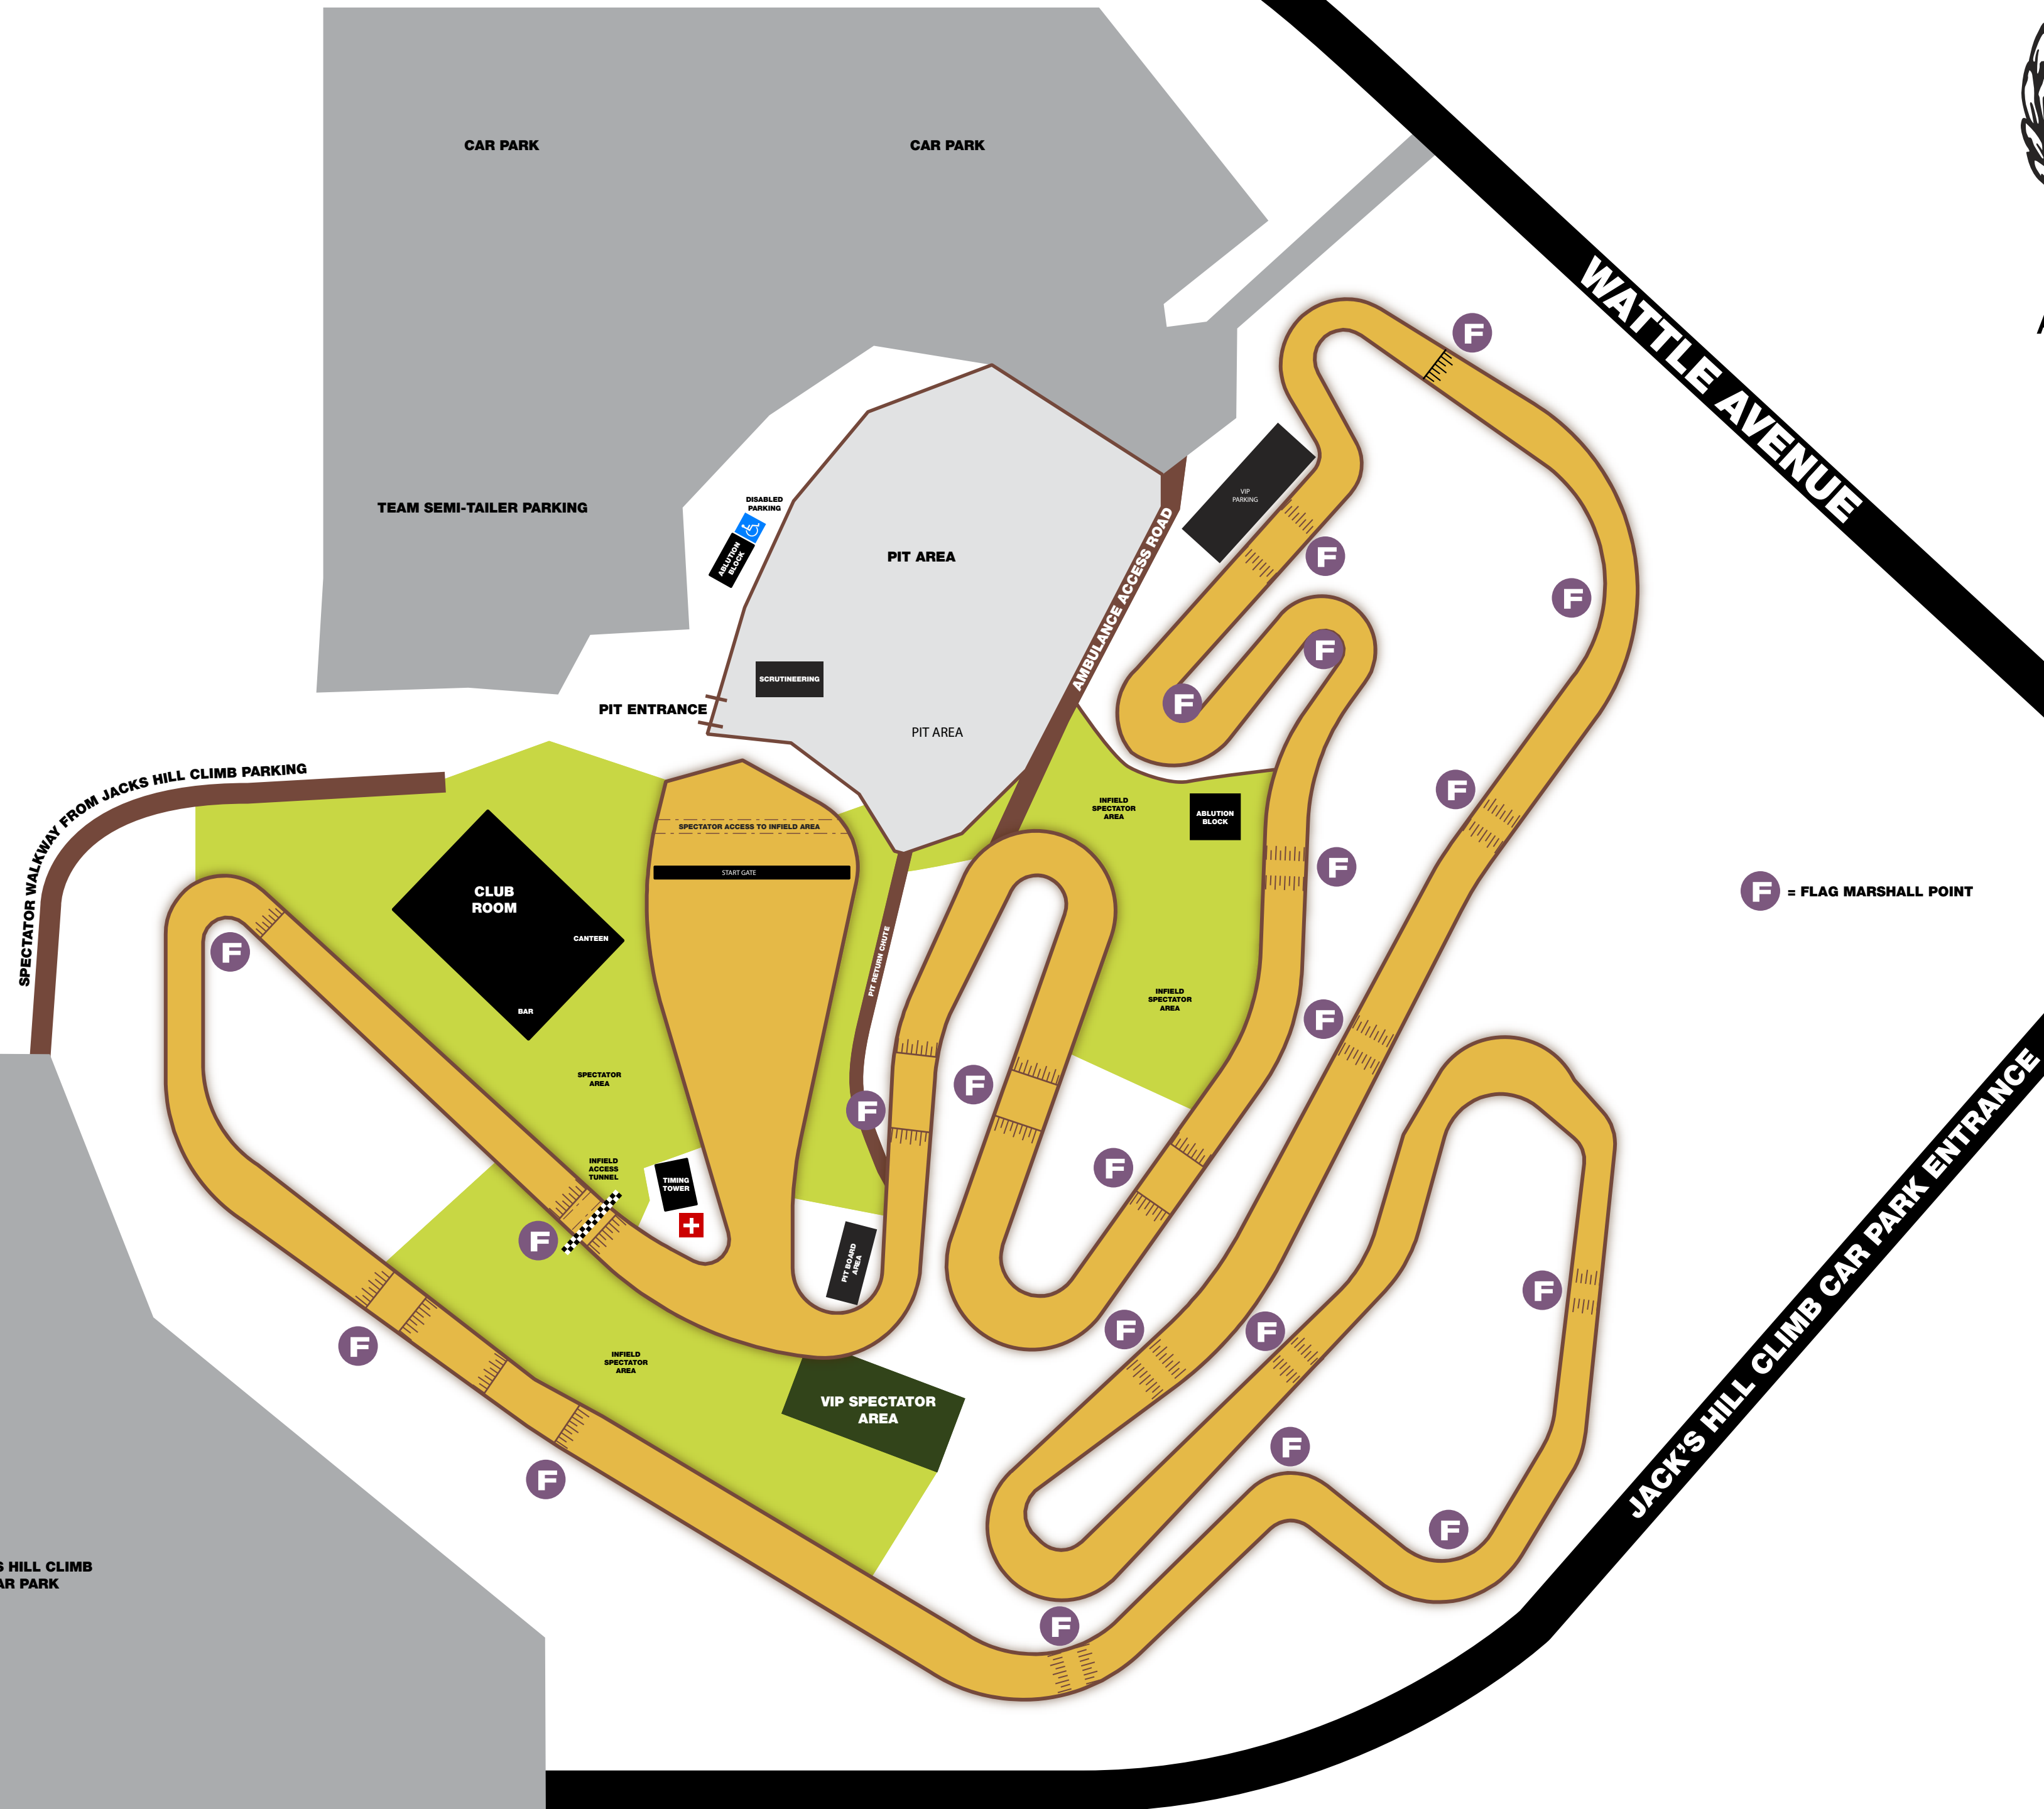 CAR PARK
CAR PARK
WATTLE AVENUE
F
VIP
PARKING
DISABLED
PARKING
TEAM SEMI-TAILER PARKING
ABLUTION
BLOCK
PIT AREA
F
AMBULANCE ACCESS ROAD
F
F
SCRUTINEERING
F
PIT ENTRANCE
PIT AREA
SPECTATOR WALKWAY FROM JACKS HILL CLIMB PARKING
F
INFIELD
SPECTATOR
AREA
ABLUTION
BLOCK
SPECTATOR ACCESS TO INFIELD AREA
START GATE
F
CLUB
ROOM
F = FLAG MARSHALL POINT
CANTEEN
F
PIT RETURN CHUTE
BAR
INFIELD
SPECTATOR
AREA
F
SPECTATOR
AREA
F
F
INFIELD
ACCESS
TUNNEL
TIMING
TOWER
F
F
PIT BOARD
AREA
F
JACK'S HILL CLIMB CAR PARK ENTRANCE
F
F
F
INFIELD
SPECTATOR
AREA
VIP SPECTATOR
AREA
F
F
F
S HILL CLIMB
AR PARK
F